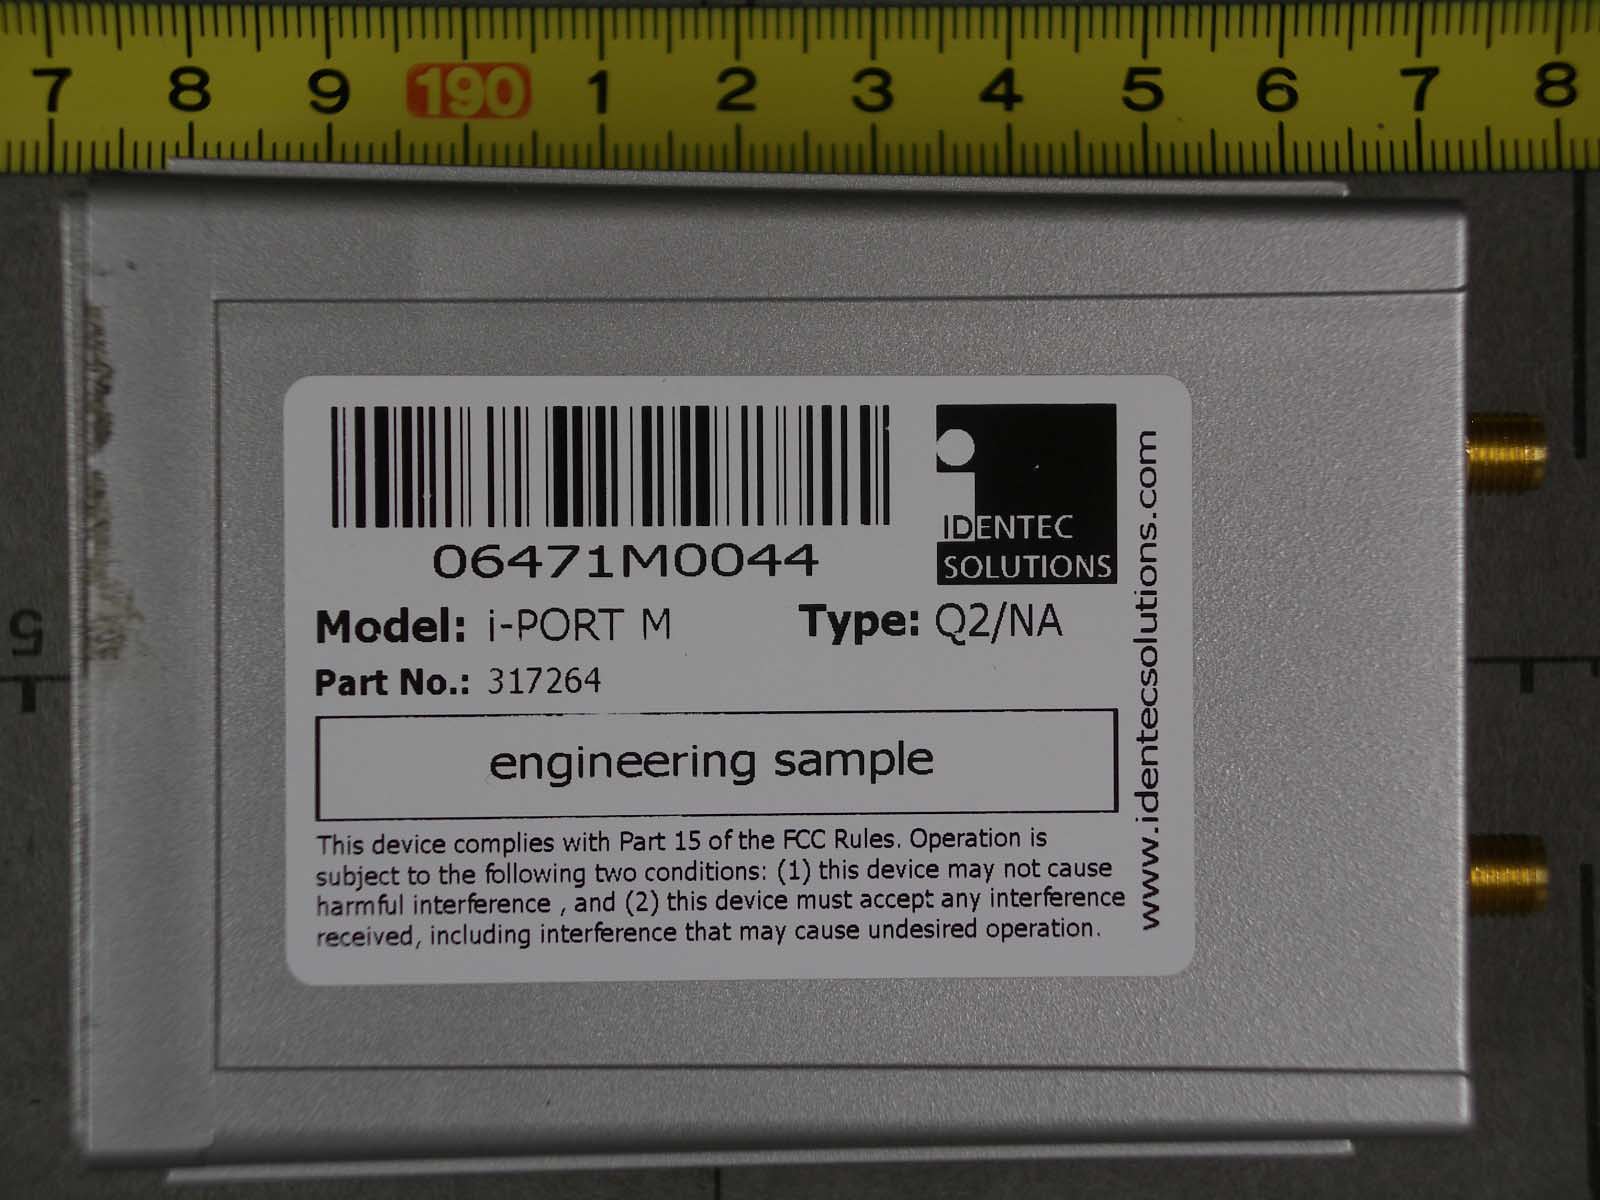 7 8 9 190 1 2 3 4 5 6 7 8
06471M0044
IDENTEC
SOLUTIONS
Model: i-PORT M Type: Q2/NA
Part No.: 317264
engineering sample
This device complies with Part 15 of the FCC Rules. Operation is
subject to the following two conditions: (1) this device may not cause
harmful interference , and (2) this device must accept any interference
received, including interference that may cause undesired operation.
www.identecsolutions.com
5